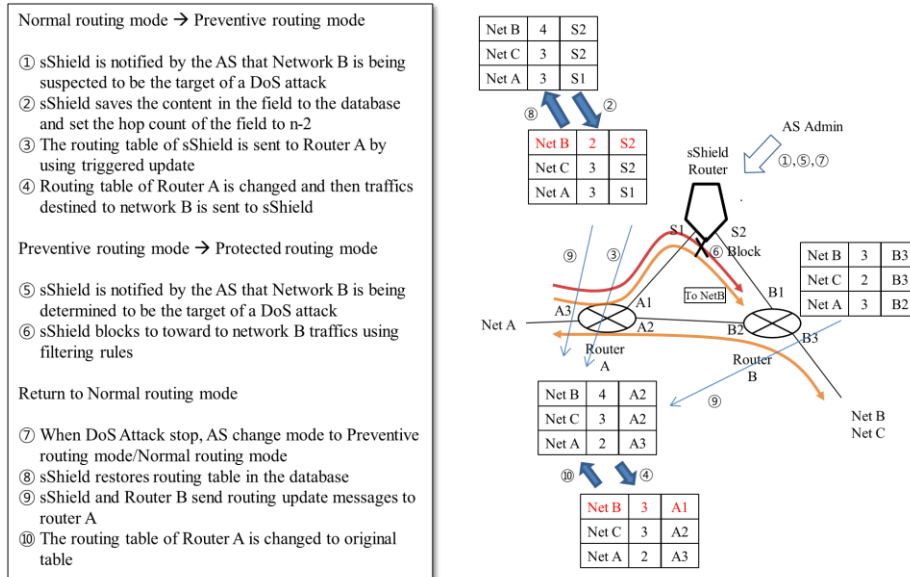 Normal routing mode → Preventive routing mode
① sShield is notified by the AS that Network B is being
suspected to be the target of a DoS attack
② sShield saves the content in the field to the database
and set the hop count of the field to n-2
③ The routing table of sShield is sent to Router A by
using triggered update
④ Routing table of Router A is changed and then traffics
destined to network B is sent to sShield
Preventive routing mode → Protected routing mode
⑤ sShield is notified by the AS that Network B is being
determined to be the target of a DoS attack
⑥ sShield blocks to toward to network B traffics using
filtering rules
Return to Normal routing mode
⑦ When DoS Attack stop, AS change mode to Preventive
routing mode/Normal routing mode
⑧ sShield restores routing table in the database
⑨ sShield and Router B send routing update messages to
router A
⑩ The routing table of Router A is changed to original
table
Net B 4 S2
Net C 3 S2
Net A 3 S1
⑧ ②
Net B 2 S2
Net C 3 S2
Net A 3 S1
AS Admin
①,⑤,⑦
sShield
Router
S1 S2
⑥ Block
⑨ ③
To NetB
Net B 3 B3
Net C 2 B3
Net A 3 B2
A3 A1
A2
Net A
Router
A
B1
B2
B3
Router
B
⑨
Net B
Net C
Net B 4 A2
Net C 3 A2
Net A 2 A3
⑩ ④
Net B 3 A1
Net C 3 A2
Net A 2 A3